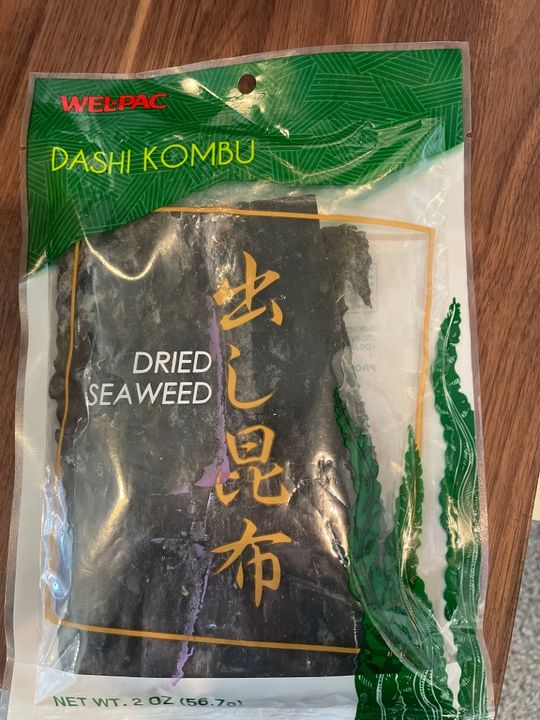 WEL-PAC
DASHI KOMBU
出し昆布
DRIED
SEAWEED
NET WT. 2 OZ (56.7g)